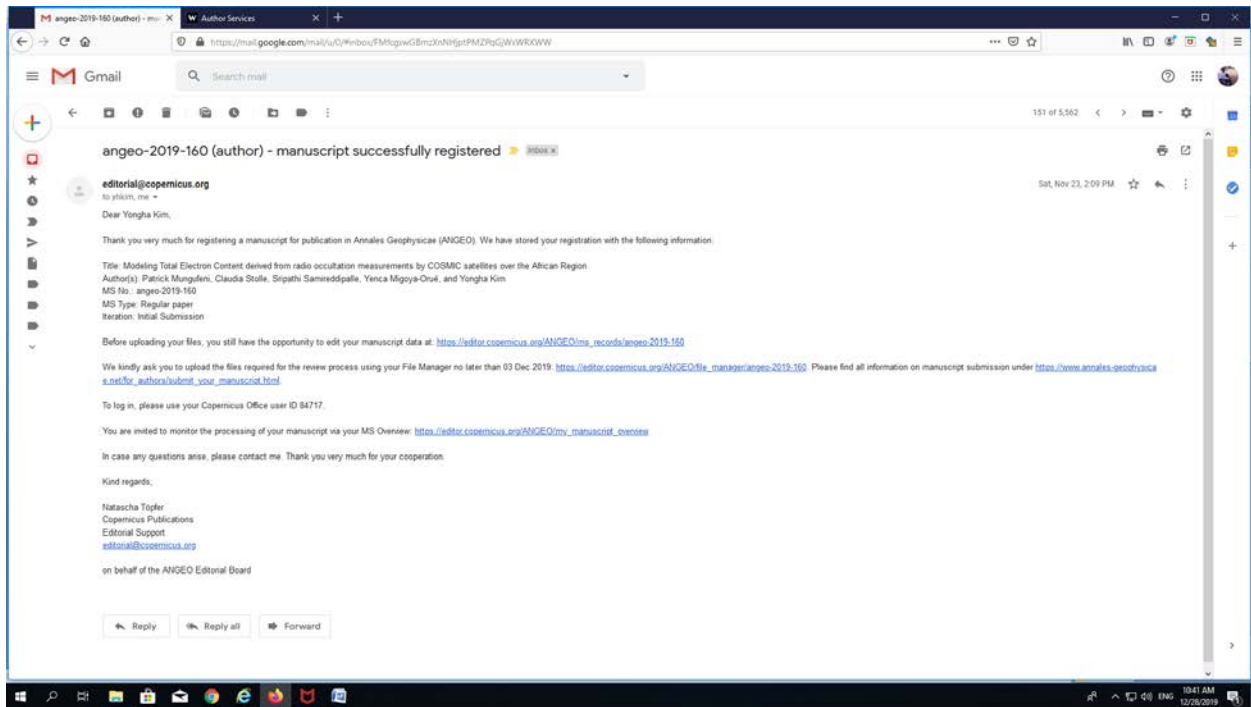 angeo-2019-160 (author) - mai
Author Services
https://mail.google.com/mail/u/0/#inbox/
Gmail
Search mail
151 of 5,562
angeo-2019-160 (author) - manuscript successfully registered
Inbox x
editorial@copernicus.org
Sat, Nov 23, 2:09 PM
to yhkim, me
Dear Yongha Kim,
Thank you very much for registering a manuscript for publication in Annales Geophysicae (ANGEO). We have stored your registration with the following information:
Title: Modeling Total Electron Content derived from radio occultation measurements by COSMIC satellites over the African Region
Author(s): Patrick Mungufeni, Claudia Stolle, Sripathi Samireddipalle, Yenca Migoya-Orué, and Yongha Kim
MS No.: angeo-2019-160
MS Type: Regular paper
Iteration: Initial Submission
Before uploading your files, you still have the opportunity to edit your manuscript data at: https://editor.copernicus.org/ANGEO/ms_records/angeo-2019-160
We kindly ask you to upload the files required for the review process using your File Manager no later than 03 Dec 2019: https://editor.copernicus.org/ANGEO/file_manager/angeo-2019-160. Please find all information on manuscript submission under https://www.annales-geophysica
e.net/for_authors/submit_your_manuscript.html.
To log in, please use your Copernicus Office user ID 84717.
You are invited to monitor the processing of your manuscript via your MS Overview: https://editor.copernicus.org/ANGEO/my_manuscript_overview
In case any questions arise, please contact me. Thank you very much for your cooperation.
Kind regards,
Natascha Töpfer
Copernicus Publications
Editorial Support
editorial@copernicus.org
on behalf of the ANGEO Editorial Board
Reply
Reply all
Forward
ENG
10:41 AM
12/28/2019